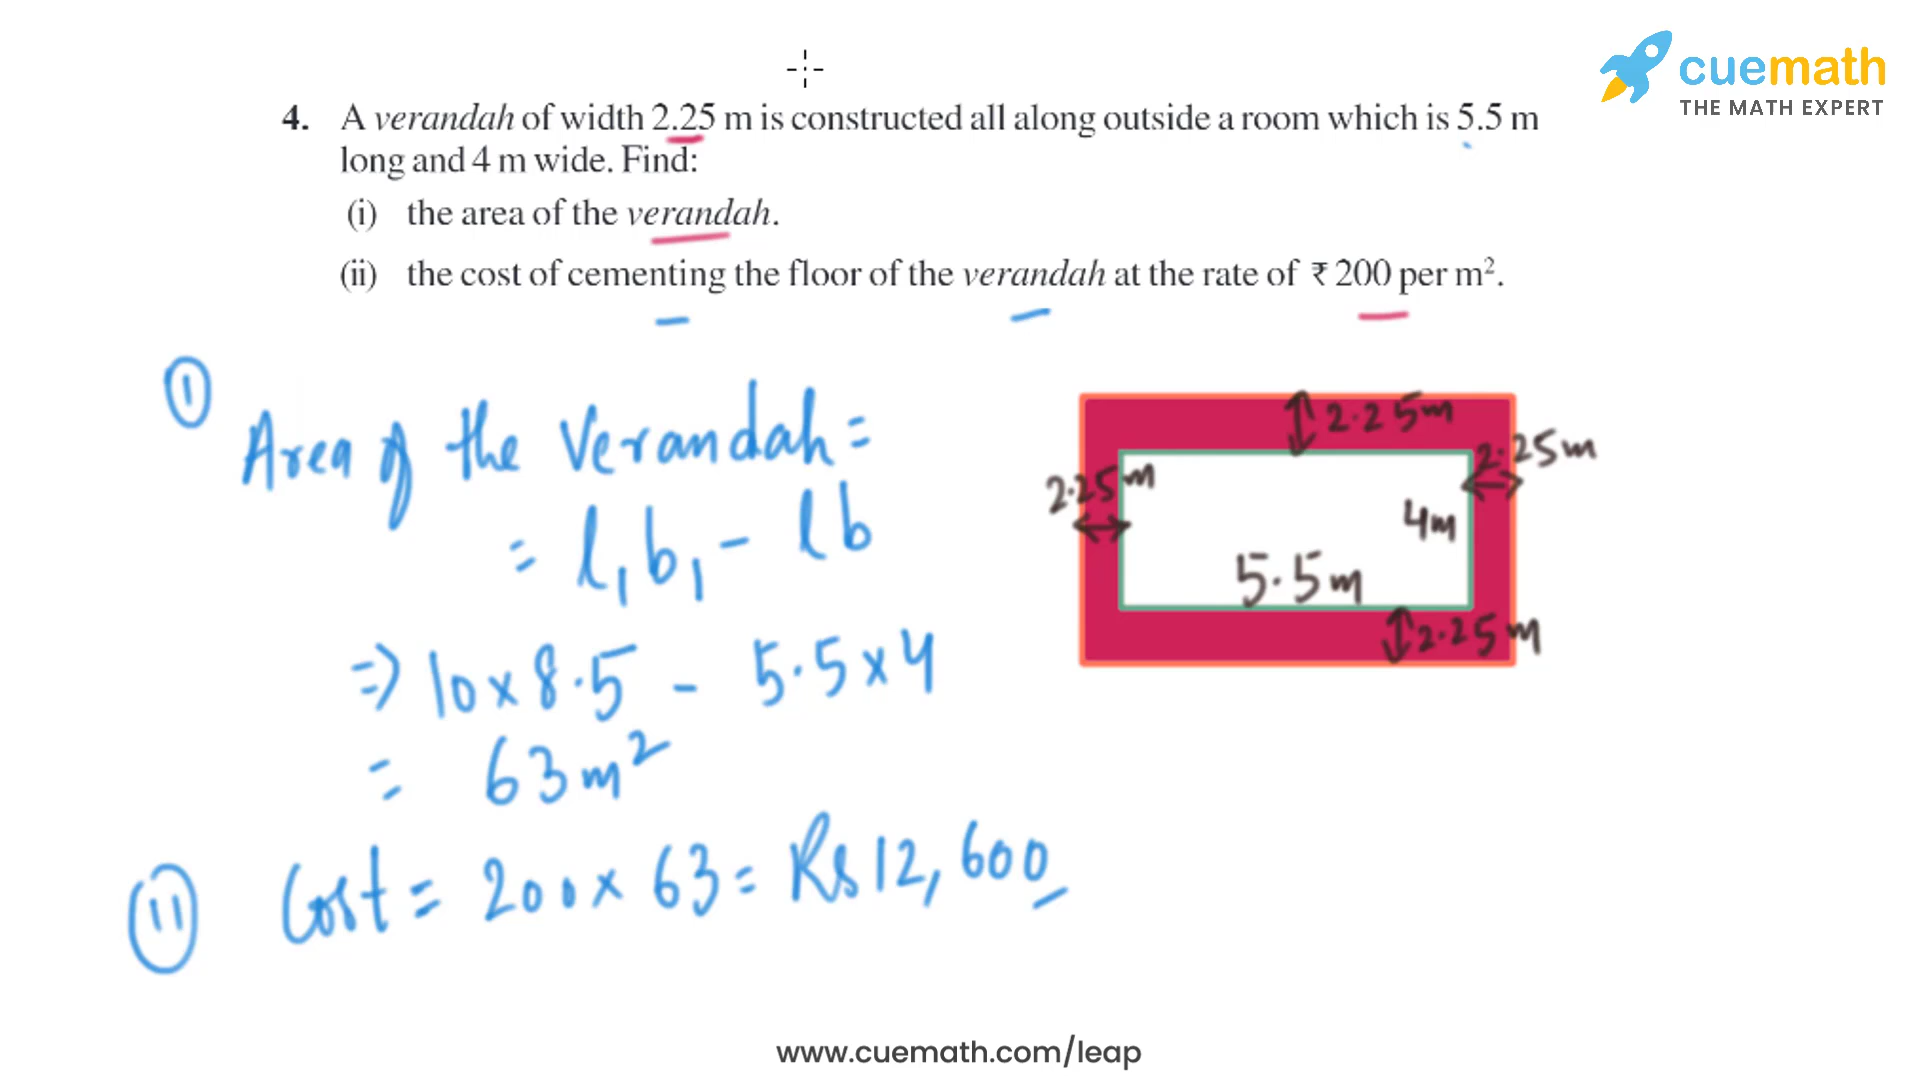 cuemath
THE MATH EXPERT
4. A verandah of width 2.25 m is constructed all along outside a room which is 5.5 m
long and 4 m wide. Find:
(i) the area of the verandah.
(ii) the cost of cementing the floor of the verandah at the rate of ₹ 200 per m².
(i)
Area of the Verandah =
= l₁b₁ - lb
⇒ 10 x 8.5 - 5.5 x 4
= 63 m²
(ii) Cost = 200 x 63 = Rs 12,600
2.25m
2.25m
2.25m
4m
5.5m
2.25m
www.cuemath.com/leap